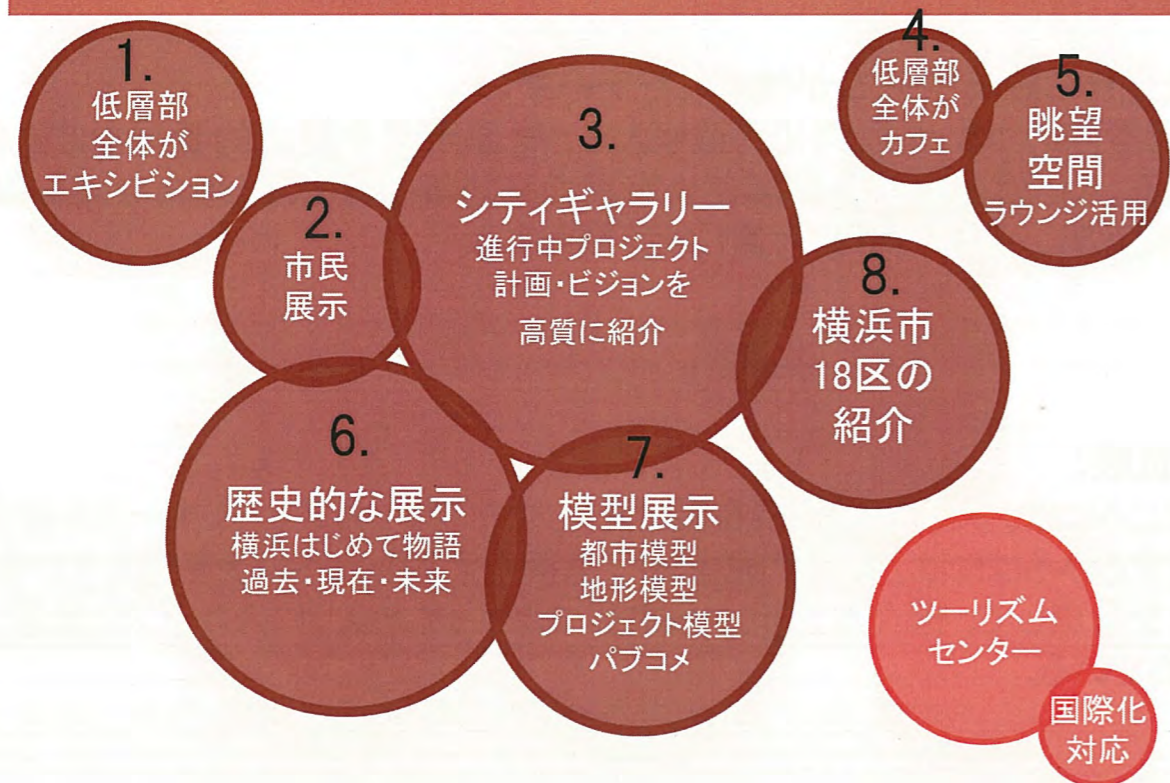 1.
低層部
全体が
エキシビション
2.
市民
展示
3.
シティギャラリー
進行中プロジェクト
計画・ビジョンを
高質に紹介
4.
低層部
全体が
カフェ
5.
眺望
空間
ラウンジ活用
6.
歴史的な展示
横浜はじめて物語
過去・現在・未来
7.
模型展示
都市模型
地形模型
プロジェクト模型
パブコメ
8.
横浜市
18区の
紹介
ツーリズム
センター
国際化
対応